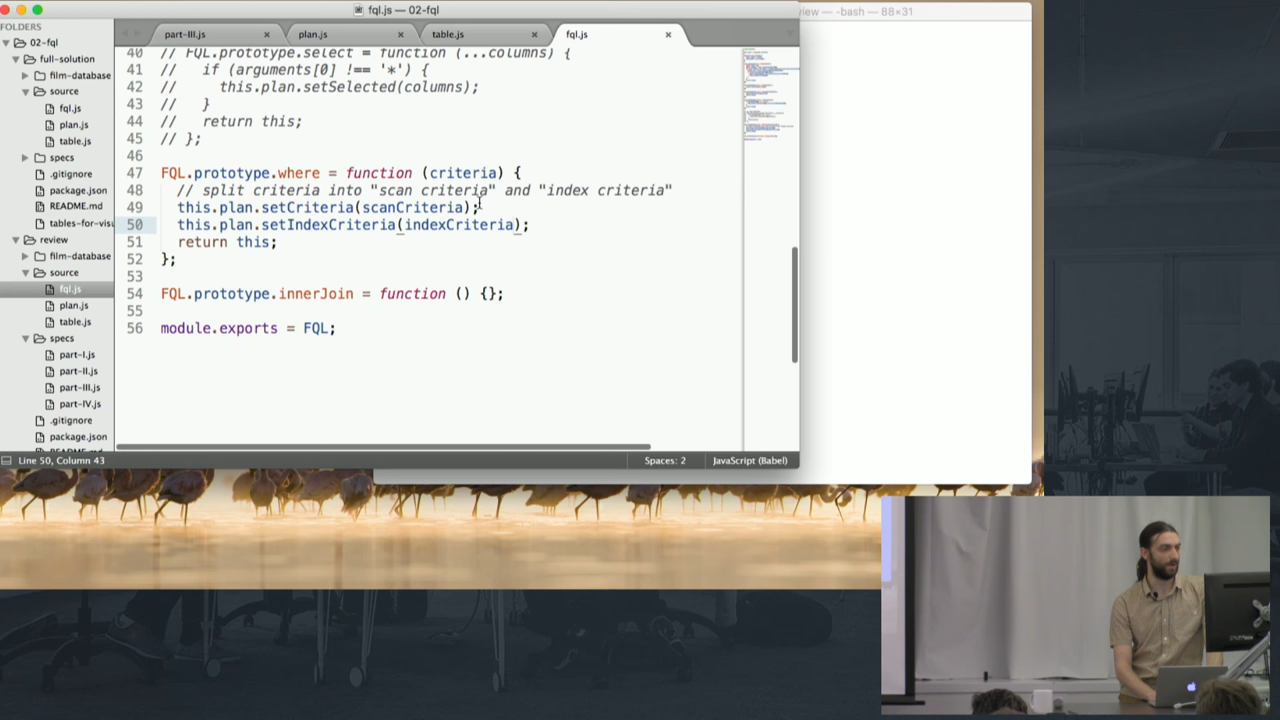 fql.js — 02-fql
view — -bash — 88×31
FOLDERS
02-fql
full-solution
film-database
source
fql.js
plan.js
table.js
specs
.gitignore
package.json
README.md
tables-for-visu
review
film-database
source
fql.js
plan.js
table.js
specs
part-I.js
part-II.js
part-III.js
part-IV.js
.gitignore
package.json
README.md
part-III.js × plan.js × table.js × fql.js ×
40 // FQL.prototype.select = function (...columns) {
41 //   if (arguments[0] !== '*') {
42 //     this.plan.setSelected(columns);
43 //   }
44 //   return this;
45 // };
46
47 FQL.prototype.where = function (criteria) {
48   // split criteria into "scan criteria" and "index criteria"
49   this.plan.setCriteria(scanCriteria);
50   this.plan.setIndexCriteria(indexCriteria);
51   return this;
52 };
53
54 FQL.prototype.innerJoin = function () {};
55
56 module.exports = FQL;
Line 50, Column 43
Spaces: 2
JavaScript (Babel)